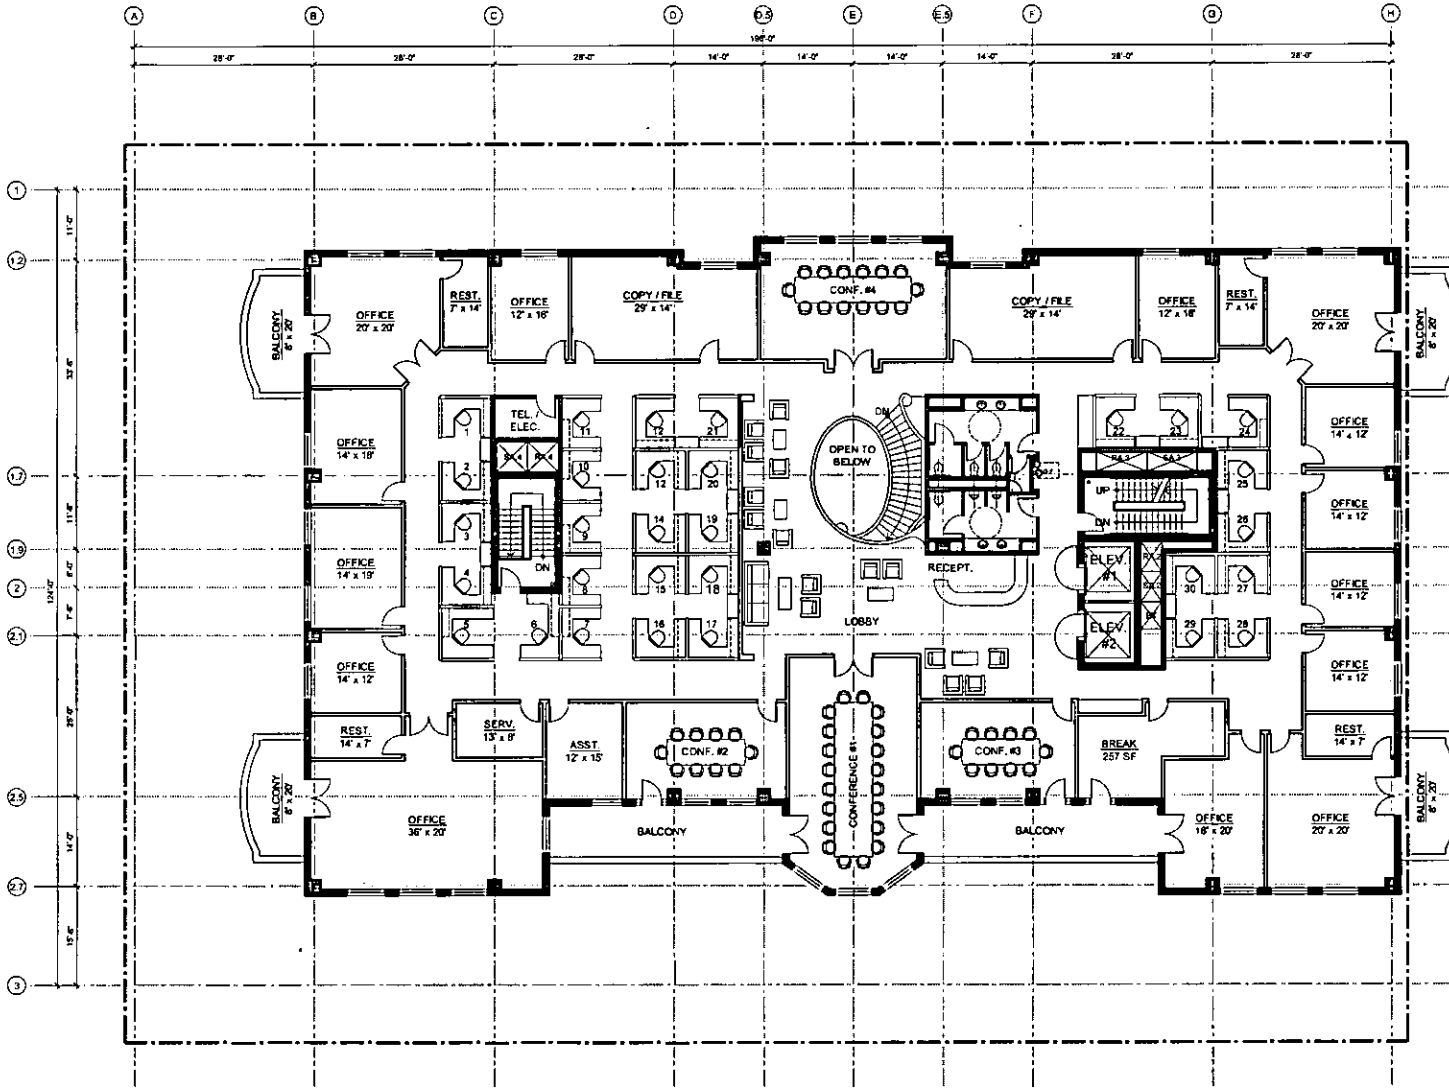 A B C D D.5 E E.5 F G H
196'-0"
28'-0" 28'-0" 28'-0" 14'-0" 14'-0" 14'-0" 14'-0" 28'-0" 28'-0"
1
11'-0"
1.2
33'-8"
1.7
11'-8"
1.9
6'-0"
2
124'-0"
7'-6"
2.1
25'-0"
2.5
14'-0"
2.7
15'-6"
3
BALCONY
8' x 20'
OFFICE
20' x 20'
REST.
7' x 14'
OFFICE
12' x 16'
COPY / FILE
29' x 14'
CONF. #4
COPY / FILE
29' x 14'
OFFICE
12' x 16'
REST.
7' x 14'
OFFICE
20' x 20'
BALCONY
8' x 20'
OFFICE
14' x 18'
1
2
3
4
5
6
TEL. /
ELEC.
DN
11
10
9
8
7
12
21
12
20
14
19
15
18
16
17
DN
OPEN TO
BELOW
RECEPT.
LOBBY
22
23
24
25
26
27
28
29
30
UP
DN
ELEV.
#1
ELEV.
#2
OFFICE
14' x 12'
OFFICE
14' x 12'
OFFICE
14' x 12'
OFFICE
14' x 12'
REST.
14' x 7'
OFFICE
14' x 19'
OFFICE
14' x 12'
REST.
14' x 7'
SERV.
13' x 8'
ASST.
12' x 15'
CONF. #2
CONFERENCE #1
CONF. #3
BREAK
257 SF
BALCONY
8' x 20'
OFFICE
36' x 20'
BALCONY
BALCONY
OFFICE
16' x 20'
OFFICE
20' x 20'
BALCONY
8' x 20'